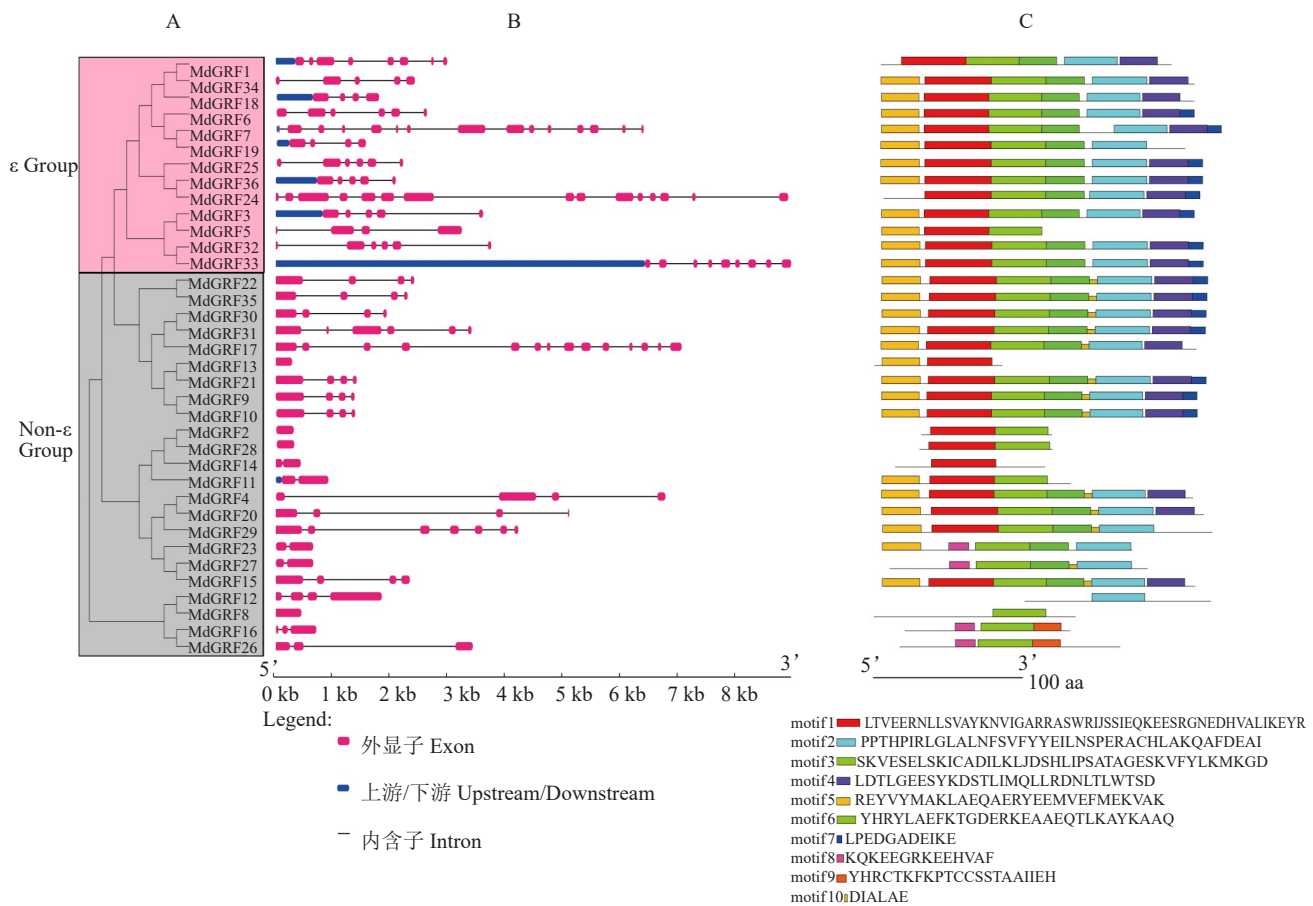 A
B
C
ε Group
MdGRF1
MdGRF34
MdGRF18
MdGRF6
MdGRF7
MdGRF19
MdGRF25
MdGRF36
MdGRF24
MdGRF3
MdGRF5
MdGRF32
MdGRF33
Non-ε
Group
MdGRF22
MdGRF35
MdGRF30
MdGRF31
MdGRF17
MdGRF13
MdGRF21
MdGRF9
MdGRF10
MdGRF2
MdGRF28
MdGRF14
MdGRF11
MdGRF4
MdGRF20
MdGRF29
MdGRF23
MdGRF27
MdGRF15
MdGRF12
MdGRF8
MdGRF16
MdGRF26
5’ 3’
0 kb 1 kb 2 kb 3 kb 4 kb 5 kb 6 kb 7 kb 8 kb
Legend:
外显子 Exon
上游/下游 Upstream/Downstream
内含子 Intron
5’ 3’
100 aa
motif1 LTVEERNLLSVAYKNVIGARRASWRIJSSIEQKEESRGNEDHVALIKEYR
motif2 PPTHPIRLGLALNFSVFYYEILNSPERACHLAKQAFDEAI
motif3 SKVESELSKICADILKLJDSHLIPSATAGESKVFYLKMKGD
motif4 LDTLGEESYKDSTLIMQLLRDNLTLWTSD
motif5 REYVYMAKLAEQAERYEEMVEFMEKVAK
motif6 YHRYLAEFKTGDERKEAAEQTLKAYKAAQ
motif7 LPEDGADEIKE
motif8 KQKEEGRKEEHVAF
motif9 YHRCTKFKPTCCSSTAAIIEH
motif10 DIALAE